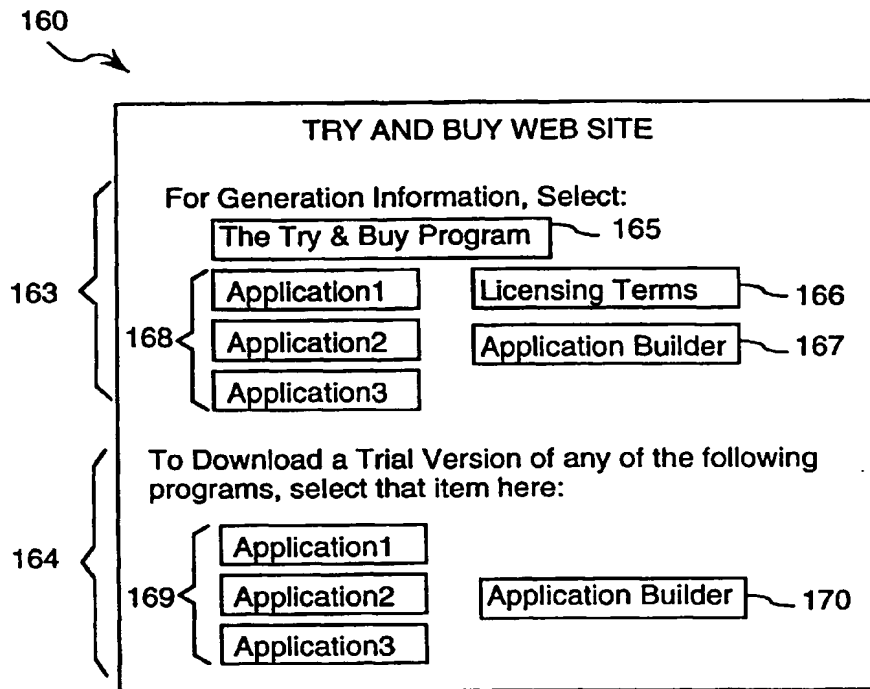 160
TRY AND BUY WEB SITE
For Generation Information, Select:
The Try & Buy Program 165
163
168
Application1 Licensing Terms 166
Application2 Application Builder 167
Application3
To Download a Trial Version of any of the following
programs, select that item here:
164
169
Application1
Application2 Application Builder 170
Application3